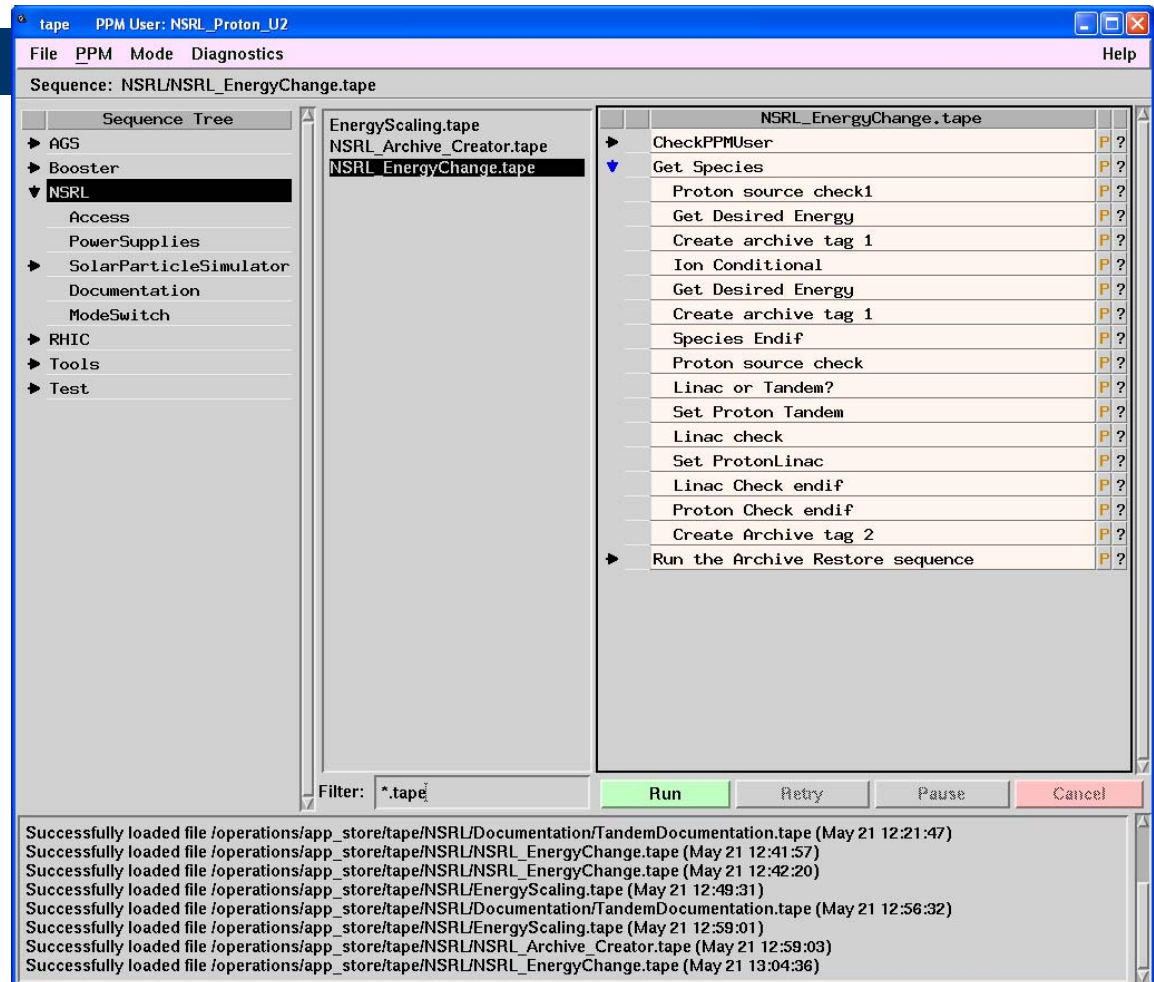 tape PPM User: NSRL_Proton_U2
File PPM Mode Diagnostics Help
Sequence: NSRL/NSRL_EnergyChange.tape
Sequence Tree
AGS
Booster
NSRL
Access
PowerSupplies
SolarParticleSimulator
Documentation
ModeSwitch
RHIC
Tools
Test
EnergyScaling.tape
NSRL_Archive_Creator.tape
NSRL_EnergyChange.tape
Filter: *.tape
NSRL_EnergyChange.tape
CheckPPMUser P ?
Get Species P ?
Proton source check1 P ?
Get Desired Energy P ?
Create archive tag 1 P ?
Ion Conditional P ?
Get Desired Energy P ?
Create archive tag 1 P ?
Species Endif P ?
Proton source check P ?
Linac or Tandem? P ?
Set Proton Tandem P ?
Linac check P ?
Set ProtonLinac P ?
Linac Check endif P ?
Proton Check endif P ?
Create Archive tag 2 P ?
Run the Archive Restore sequence P ?
Run Retry Pause Cancel
Successfully loaded file /operations/app_store/tape/NSRL/Documentation/TandemDocumentation.tape (May 21 12:21:47)
Successfully loaded file /operations/app_store/tape/NSRL/NSRL_EnergyChange.tape (May 21 12:41:57)
Successfully loaded file /operations/app_store/tape/NSRL/NSRL_EnergyChange.tape (May 21 12:42:20)
Successfully loaded file /operations/app_store/tape/NSRL/EnergyScaling.tape (May 21 12:49:31)
Successfully loaded file /operations/app_store/tape/NSRL/Documentation/TandemDocumentation.tape (May 21 12:56:32)
Successfully loaded file /operations/app_store/tape/NSRL/EnergyScaling.tape (May 21 12:59:01)
Successfully loaded file /operations/app_store/tape/NSRL/NSRL_Archive_Creator.tape (May 21 12:59:03)
Successfully loaded file /operations/app_store/tape/NSRL/NSRL_EnergyChange.tape (May 21 13:04:36)